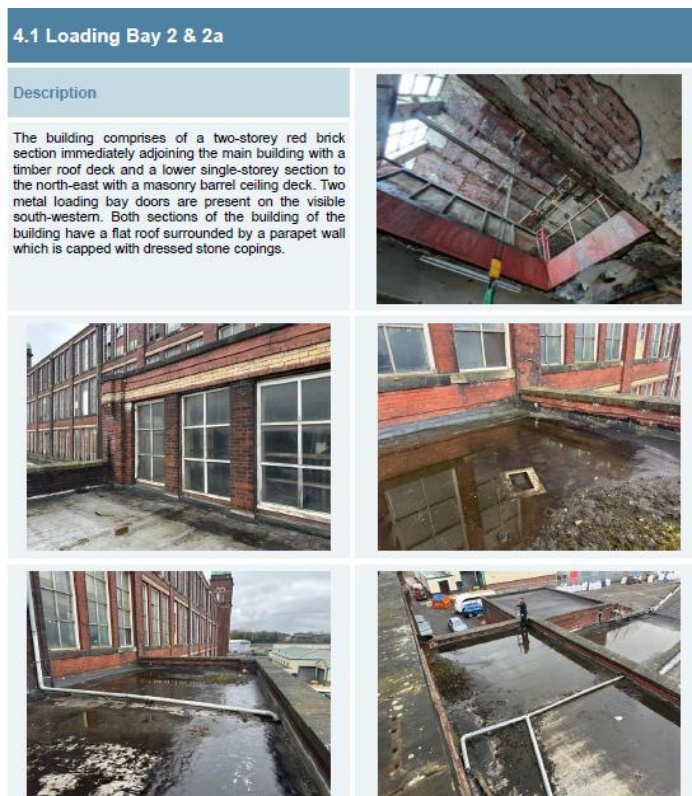 4.1 Loading Bay 2 & 2a
Description
The building comprises of a two-storey red brick
section immediately adjoining the main building with a
timber roof deck and a lower single-storey section to
the north-east with a masonry barrel ceiling deck. Two
metal loading bay doors are present on the visible
south-western. Both sections of the building of the
building have a flat roof surrounded by a parapet wall
which is capped with dressed stone copings.